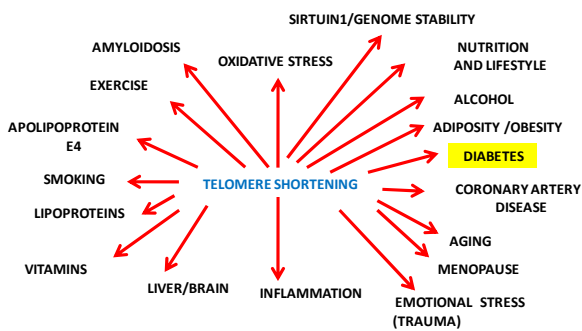 SIRTUIN1/GENOME STABILITY
AMYLOIDOSIS
OXIDATIVE STRESS
NUTRITION
AND LIFESTYLE
EXERCISE
ALCOHOL
APOLIPOPROTEIN
E4
ADIPOSITY /OBESITY
DIABETES
SMOKING
TELOMERE SHORTENING
CORONARY ARTERY
DISEASE
LIPOPROTEINS
AGING
VITAMINS
MENOPAUSE
LIVER/BRAIN
INFLAMMATION
EMOTIONAL STRESS
(TRAUMA)